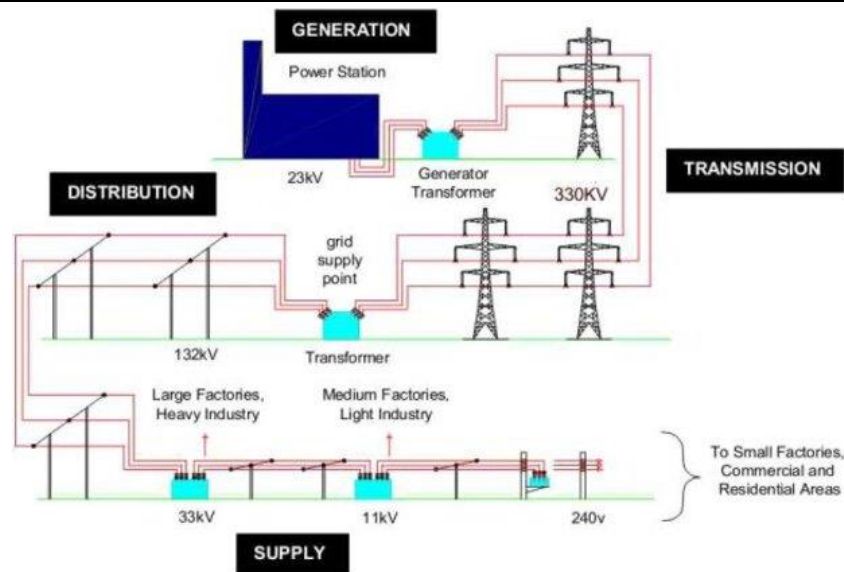 GENERATION
Power Station
23kV
Generator
Transformer
330KV
TRANSMISSION
DISTRIBUTION
grid
supply
point
132kV
Transformer
Large Factories,
Heavy Industry
Medium Factories,
Light Industry
To Small Factories,
Commercial and
Residential Areas
33kV
11kV
240v
SUPPLY